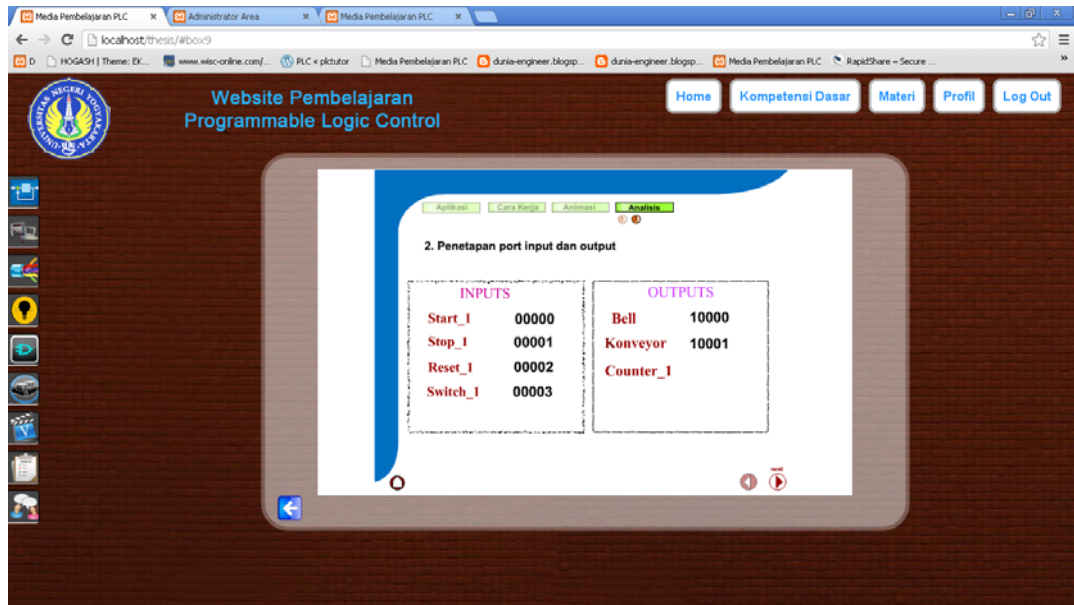 Media Pembelajaran PLC
Administrator Area
Media Pembelajaran PLC
localhost/thesis/#box9
D
HOGASH | Theme: EK...
www.wisc-online.com/...
PLC « plctutor
Media Pembelajaran PLC
dunia-engineer.blogsp...
dunia-engineer.blogsp...
Media Pembelajaran PLC
RapidShare – Secure ...
»
Website Pembelajaran
Programmable Logic Control
Home
Kompetensi Dasar
Materi
Profil
Log Out
Aplikasi
Cara Kerja
Animasi
Analisis
2. Penetapan port input dan output
INPUTS
Start_1 00000
Stop_1 00001
Reset_1 00002
Switch_1 00003
OUTPUTS
Bell 10000
Konveyor 10001
Counter_1
next